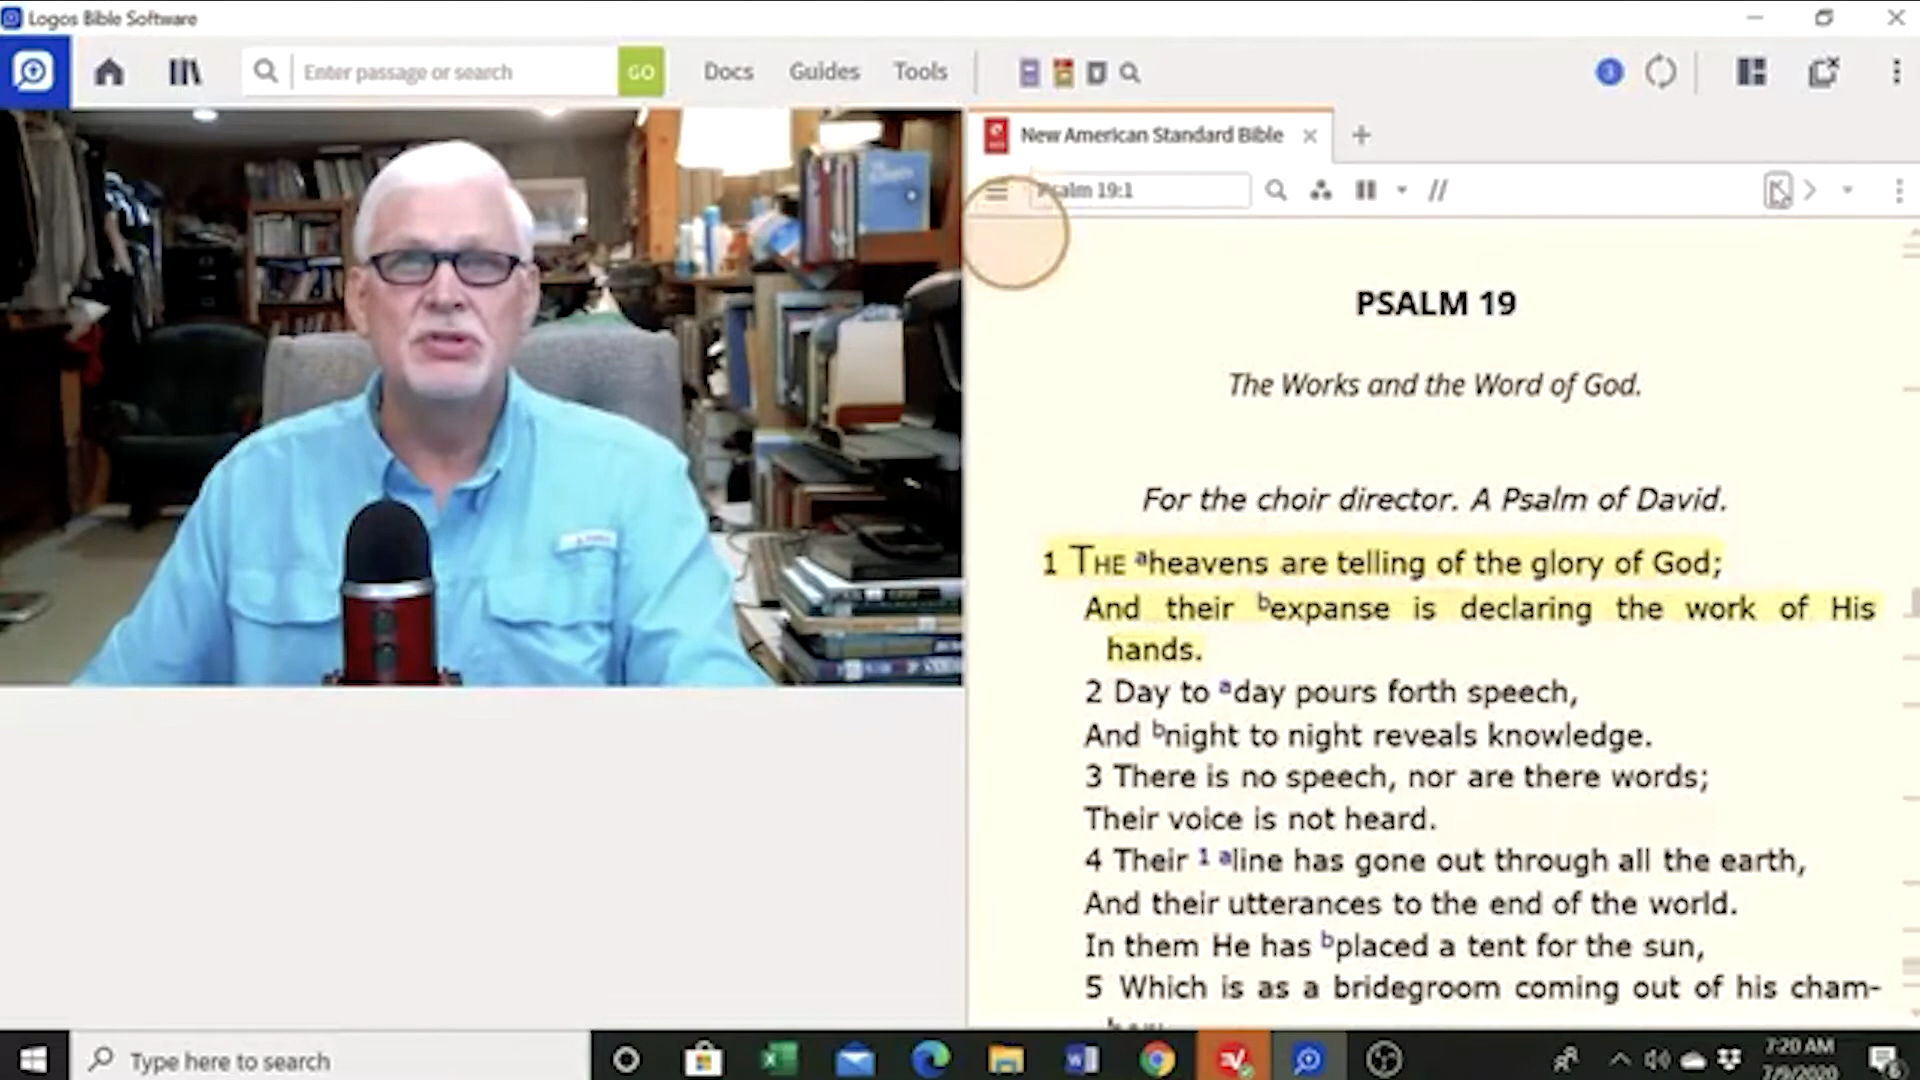 Logos Bible Software
Enter passage or search
GO
Docs
Guides
Tools
3
New American Standard Bible
Psalm 19:1
PSALM 19
The Works and the Word of God.
For the choir director. A Psalm of David.
1 THE aheavens are telling of the glory of God;
And their bexpanse is declaring the work of His
hands.
2 Day to aday pours forth speech,
And bnight to night reveals knowledge.
3 There is no speech, nor are there words;
Their voice is not heard.
4 Their 1 aline has gone out through all the earth,
And their utterances to the end of the world.
In them He has bplaced a tent for the sun,
5 Which is as a bridegroom coming out of his cham-
Type here to search
7:20 AM
7/9/2020
6